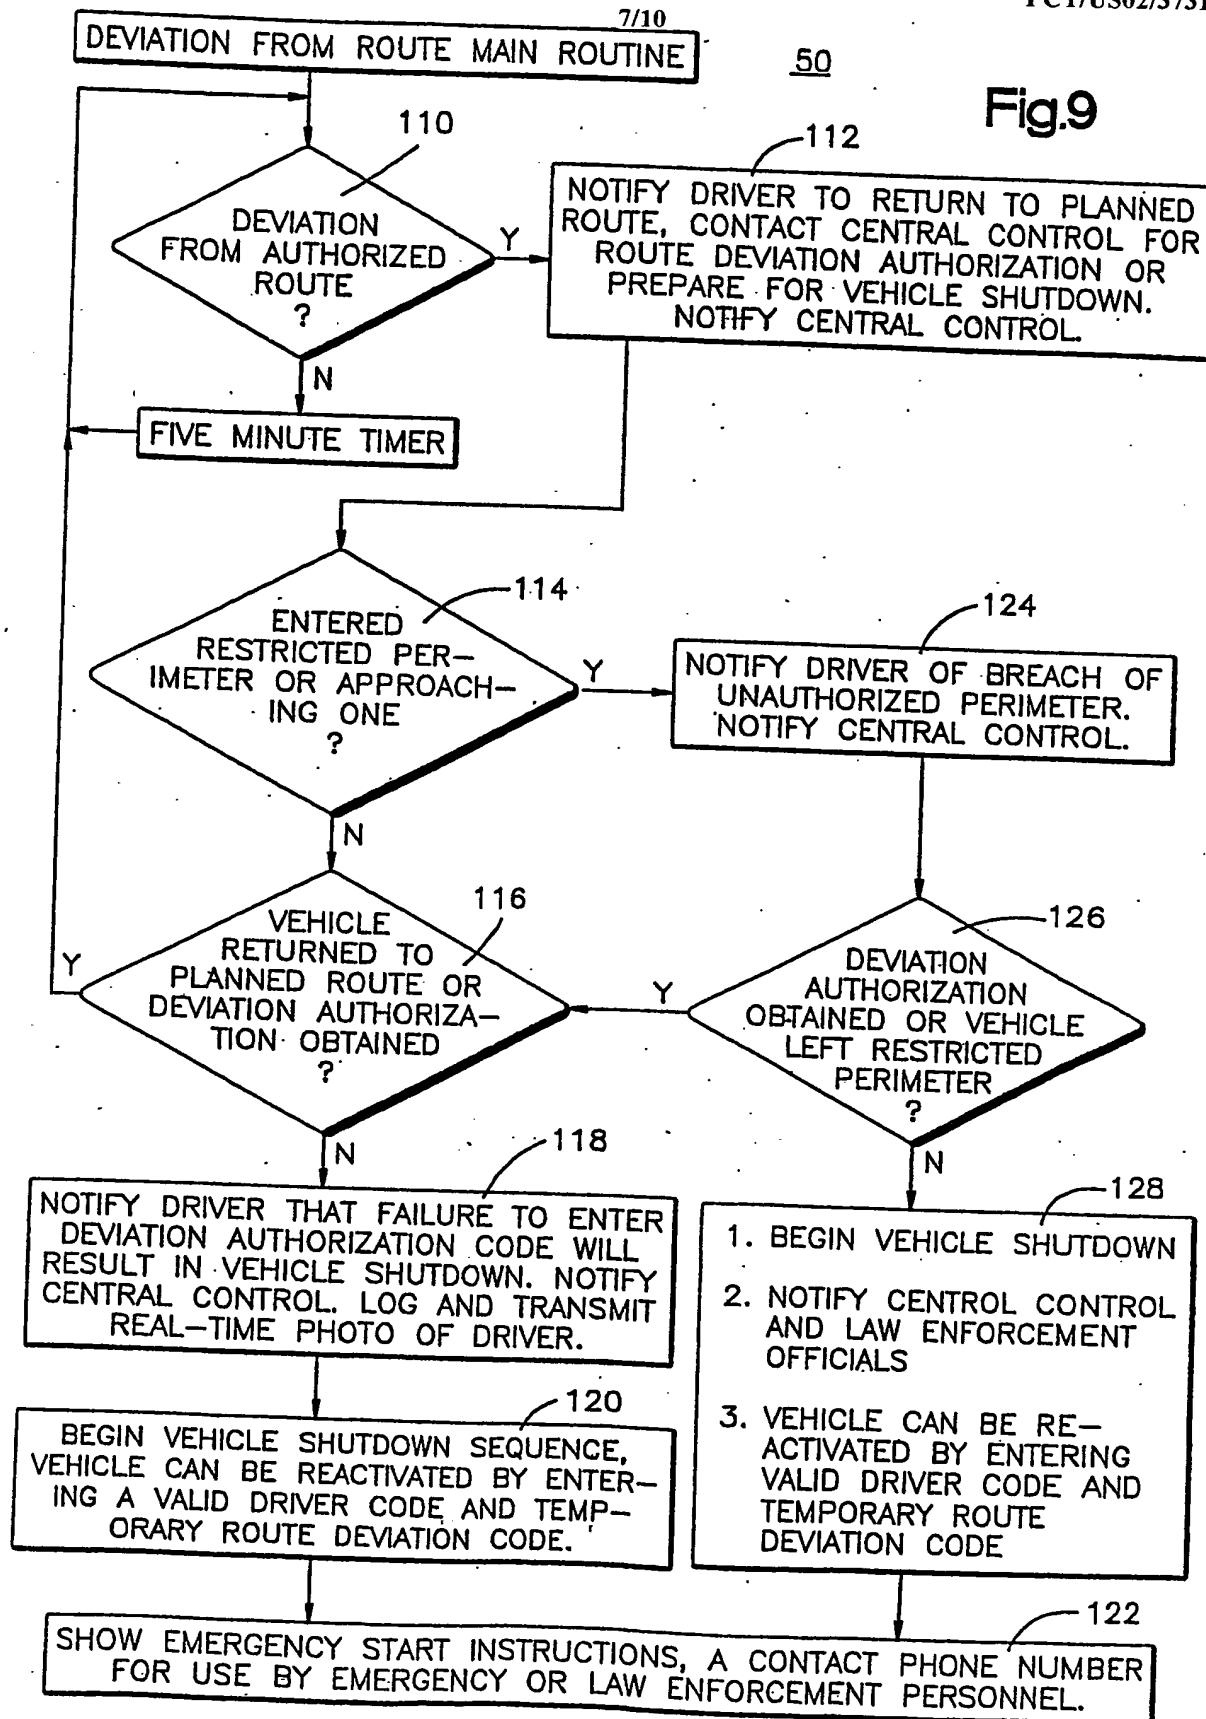 7/10
DEVIATION FROM ROUTE MAIN ROUTINE
50
Fig.9
110
DEVIATION
FROM AUTHORIZED
ROUTE
?
Y
N
112
NOTIFY DRIVER TO RETURN TO PLANNED
ROUTE, CONTACT CENTRAL CONTROL FOR
ROUTE DEVIATION AUTHORIZATION OR
PREPARE FOR VEHICLE SHUTDOWN.
NOTIFY CENTRAL CONTROL.
FIVE MINUTE TIMER
114
ENTERED
RESTRICTED PER-
IMETER OR APPROACH-
ING ONE
?
Y
N
124
NOTIFY DRIVER OF BREACH OF
UNAUTHORIZED PERIMETER.
NOTIFY CENTRAL CONTROL.
116
VEHICLE
RETURNED TO
PLANNED ROUTE OR
DEVIATION AUTHORIZA-
TION OBTAINED
?
Y
N
126
DEVIATION
AUTHORIZATION
OBTAINED OR VEHICLE
LEFT RESTRICTED
PERIMETER
?
Y
N
118
NOTIFY DRIVER THAT FAILURE TO ENTER
DEVIATION AUTHORIZATION CODE WILL
RESULT IN VEHICLE SHUTDOWN. NOTIFY
CENTRAL CONTROL. LOG AND TRANSMIT
REAL-TIME PHOTO OF DRIVER.
128
1. BEGIN VEHICLE SHUTDOWN
2. NOTIFY CENTROL CONTROL
AND LAW ENFORCEMENT
OFFICIALS
3. VEHICLE CAN BE RE-
ACTIVATED BY ENTERING
VALID DRIVER CODE AND
TEMPORARY ROUTE
DEVIATION CODE
120
BEGIN VEHICLE SHUTDOWN SEQUENCE,
VEHICLE CAN BE REACTIVATED BY ENTER-
ING A VALID DRIVER CODE AND TEMP-
ORARY ROUTE DEVIATION CODE.
122
SHOW EMERGENCY START INSTRUCTIONS, A CONTACT PHONE NUMBER
FOR USE BY EMERGENCY OR LAW ENFORCEMENT PERSONNEL.